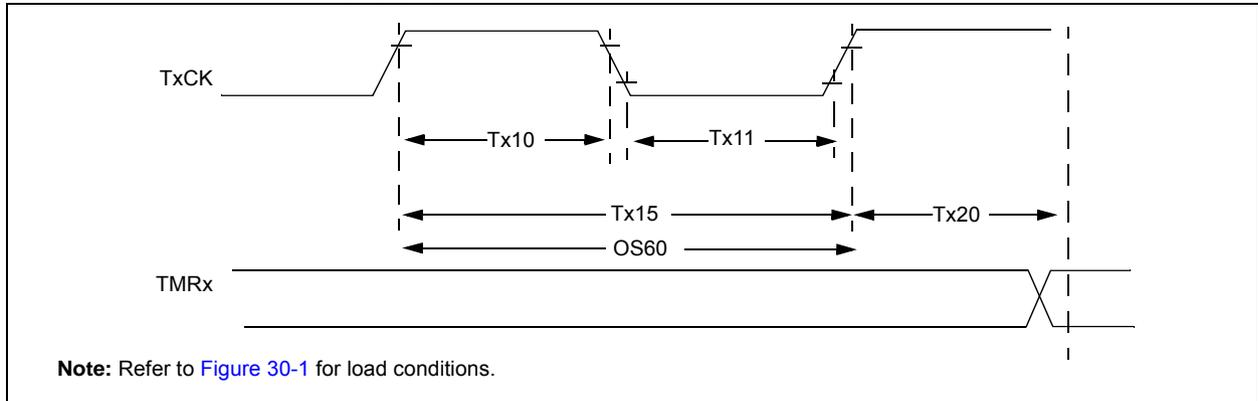 TxCK
Tx10
Tx11
Tx15
Tx20
OS60
TMRx
Note: Refer to Figure 30-1 for load conditions.